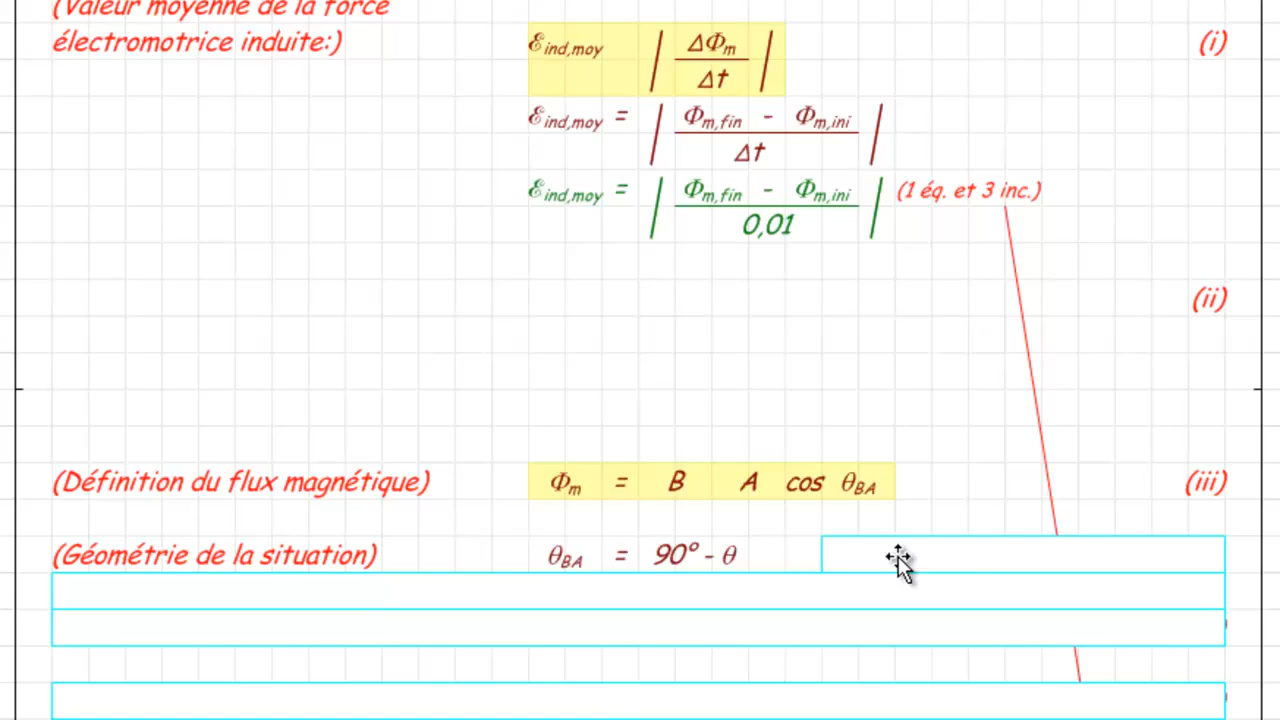 (Valeur moyenne de la force
électromotrice induite:)
ℰind,moy | ΔΦm / Δt | (i)
ℰind,moy = | Φm,fin - Φm,ini / Δt |
ℰind,moy = | Φm,fin - Φm,ini / 0,01 | (1 éq. et 3 inc.)
(ii)
(Définition du flux magnétique) Φm = B A cos θBA (iii)
(Géométrie de la situation) θBA = 90° - θ